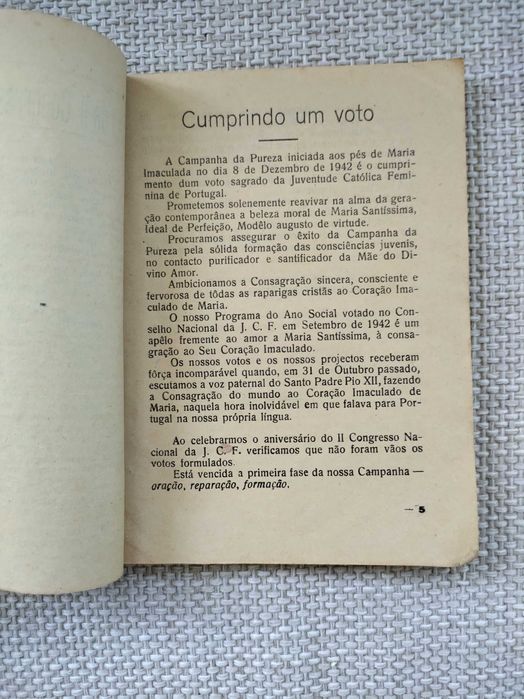 Cumprindo um voto
A Campanha da Pureza iniciada aos pés de Maria
Imaculada no dia 8 de Dezembro de 1942 é o cumpri-
mento dum voto sagrado da Juventude Católica Femi-
nina de Portugal.
Prometemos solenemente reavivar na alma da gera-
ção contemporânea a beleza moral de Maria Santíssima,
Ideal de Perfeição, Modêlo augusto de virtude.
Procuramos assegurar o êxito da Campanha da
Pureza pela sólida formação das consciências juvenis,
no contacto purificador e santificador da Mãe do Di-
vino Amor.
Ambicionamos a Consagração sincera, consciente e
fervorosa de tôdas as raparigas cristãs ao Coração Ima-
culado de Maria.
O nosso Programa do Ano Social votado no Con-
selho Nacional da J. C. F. em Setembro de 1942 é um
apêlo fremente ao amor a Maria Santíssima, à consa-
gração ao Seu Coração Imaculado.
Os nossos votos e os nossos projectos receberam
fôrça incomparável quando, em 31 de Outubro passado,
escutamos a voz paternal do Santo Padre Pio XII, fazendo
a Consagração do mundo ao Coração Imaculado de
Maria, naquela hora inolvidável em que falava para Por-
tugal na nossa própria língua.
Ao celebrarmos o aniversário do II Congresso Na-
cional da J. C. F. verificamos que não foram vãos os
votos formulados.
Está vencida a primeira fase da nossa Campanha —
oração, reparação, formação.
— 5